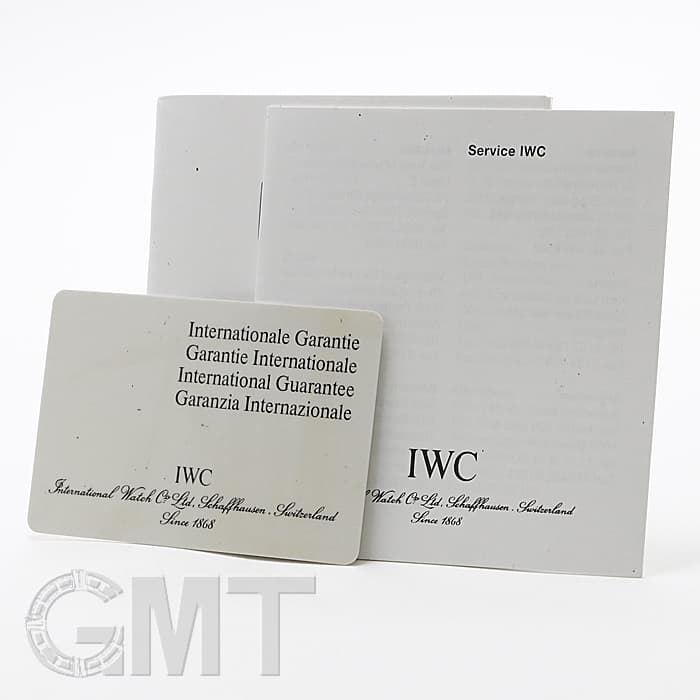 Service IWC
Internationale Garantie
Garantie Internationale
International Guarantee
Garanzia Internazionale
IWC
International Watch Co Ltd, Schaffhausen, Switzerland
Since 1868
IWC
Watch Co Ltd, Schaffhausen, Switzerland
Since 1868
GMT